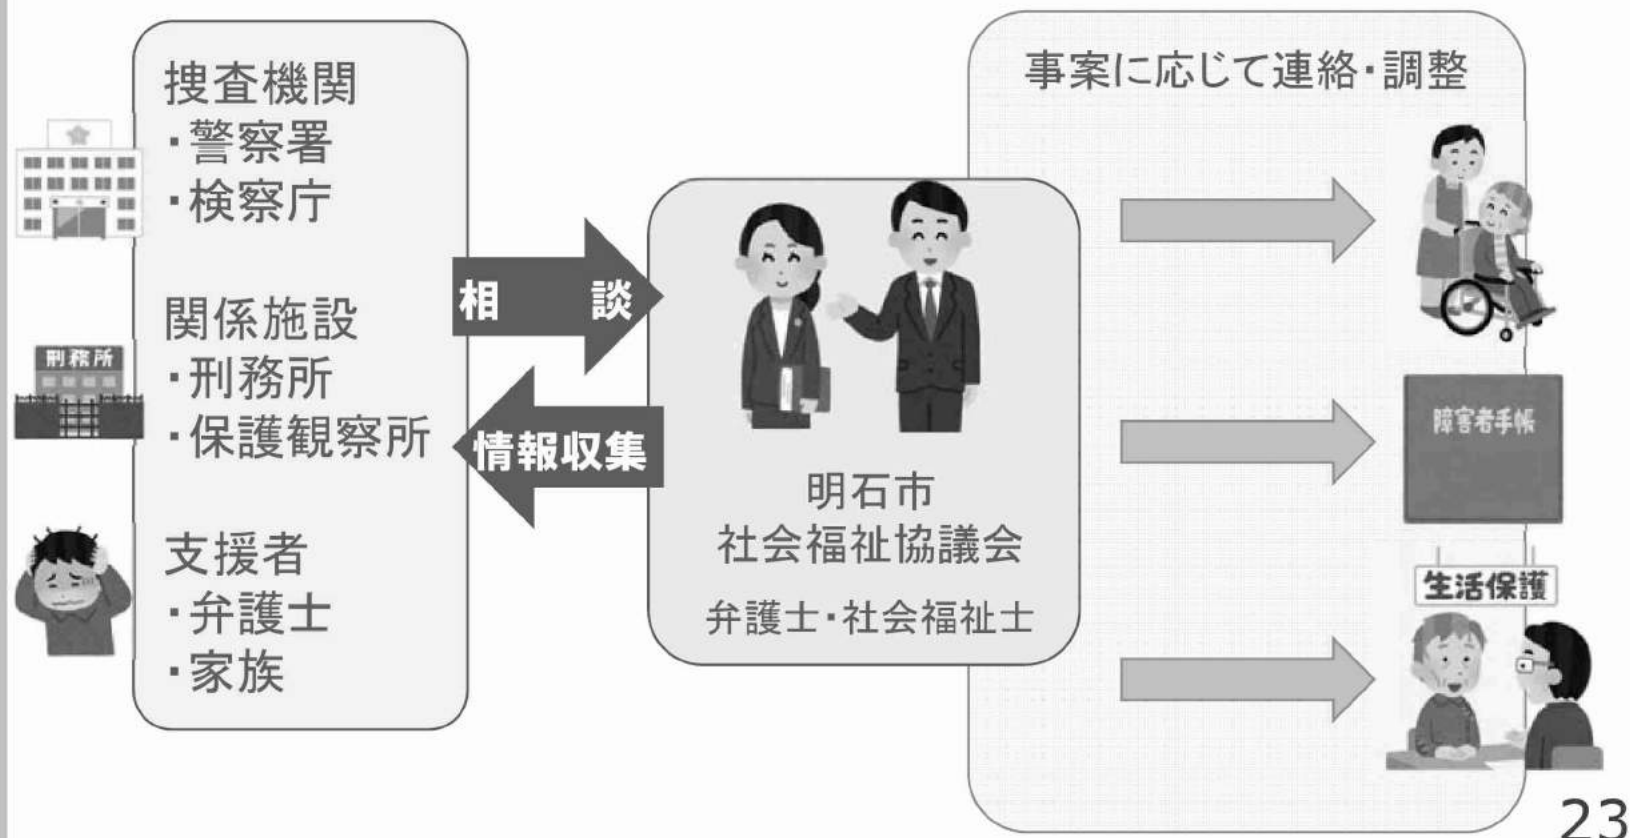 捜査機関
・警察署
・検察庁
関係施設
・刑務所
・保護観察所
支援者
・弁護士
・家族
刑務所
相 談
情報収集
明石市
社会福祉協議会
弁護士・社会福祉士
事案に応じて連絡・調整
障害者手帳
生活保護
23